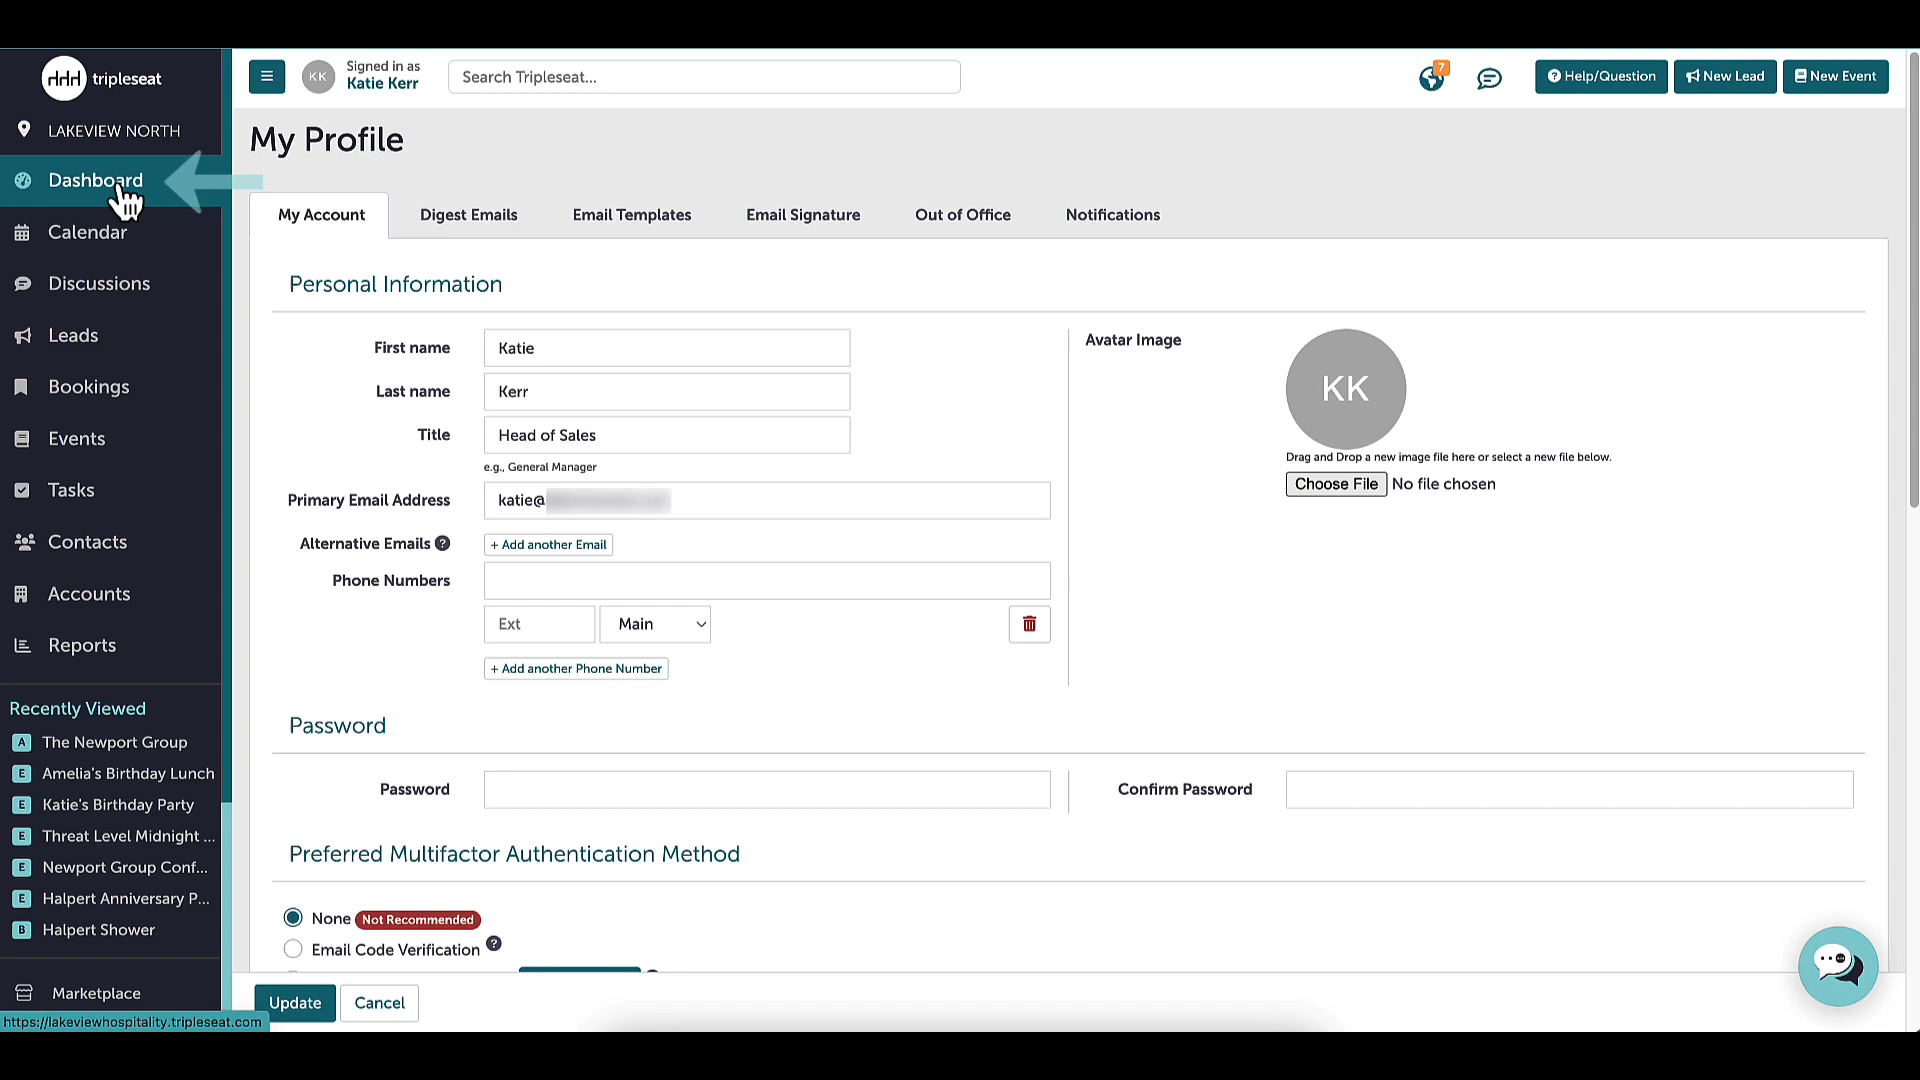 tripleseat
KK
Signed in as
Katie Kerr
Search Tripleseat...
7
Help/Question
New Lead
New Event
LAKEVIEW NORTH
Dashboard
Calendar
Discussions
Leads
Bookings
Events
Tasks
Contacts
Accounts
Reports
Recently Viewed
A The Newport Group
E Amelia's Birthday Lunch
E Katie's Birthday Party
E Threat Level Midnight ...
E Newport Group Conf...
E Halpert Anniversary P...
B Halpert Shower
Marketplace
https://lakeviewhospitality.tripleseat.com
My Profile
My Account
Digest Emails
Email Templates
Email Signature
Out of Office
Notifications
Personal Information
First name Katie
Last name Kerr
Title Head of Sales
e.g., General Manager
Primary Email Address katie@
Alternative Emails ? + Add another Email
Phone Numbers
Ext Main
+ Add another Phone Number
Avatar Image
KK
Drag and Drop a new image file here or select a new file below.
Choose File No file chosen
Password
Password
Confirm Password
Preferred Multifactor Authentication Method
None Not Recommended
Email Code Verification ?
Update Cancel